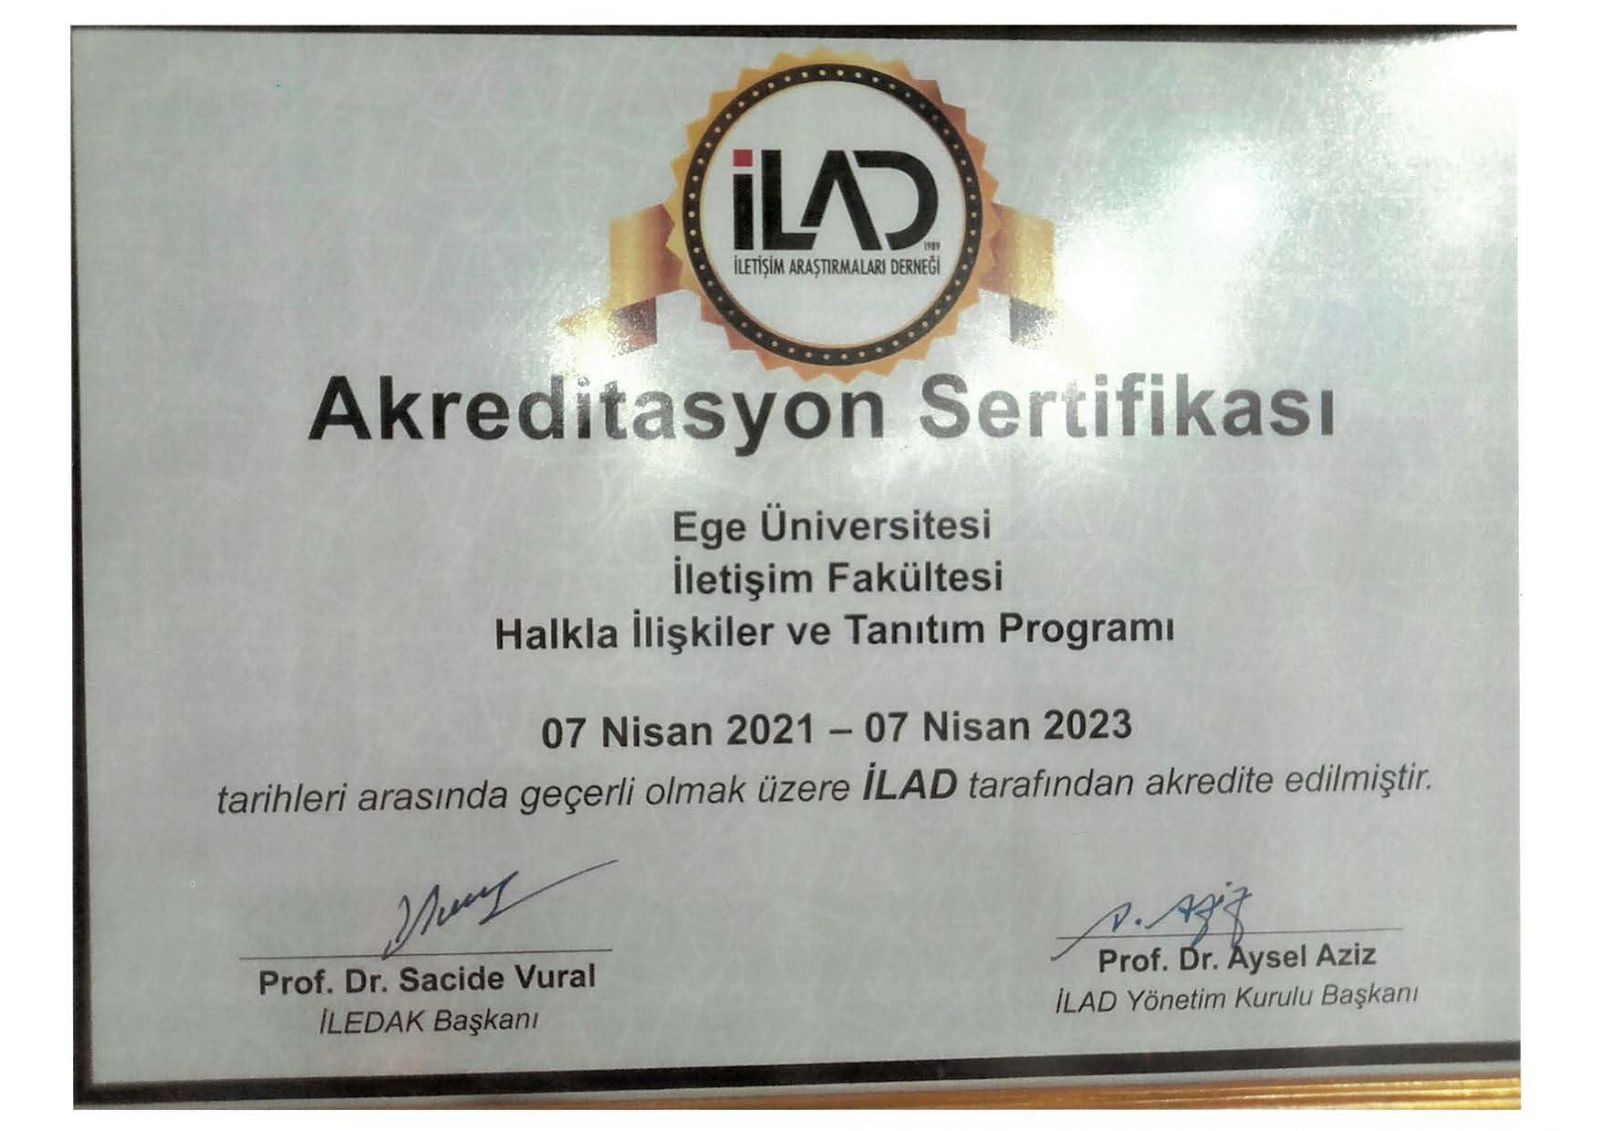 İLAD
1989
İLETİŞİM ARAŞTIRMALARI DERNEĞİ
Akreditasyon Sertifikası
Ege Üniversitesi
İletişim Fakültesi
Halkla İlişkiler ve Tanıtım Programı
07 Nisan 2021 – 07 Nisan 2023
tarihleri arasında geçerli olmak üzere İLAD tarafından akredite edilmiştir.
Prof. Dr. Sacide Vural
İLEDAK Başkanı
Prof. Dr. Aysel Aziz
İLAD Yönetim Kurulu Başkanı